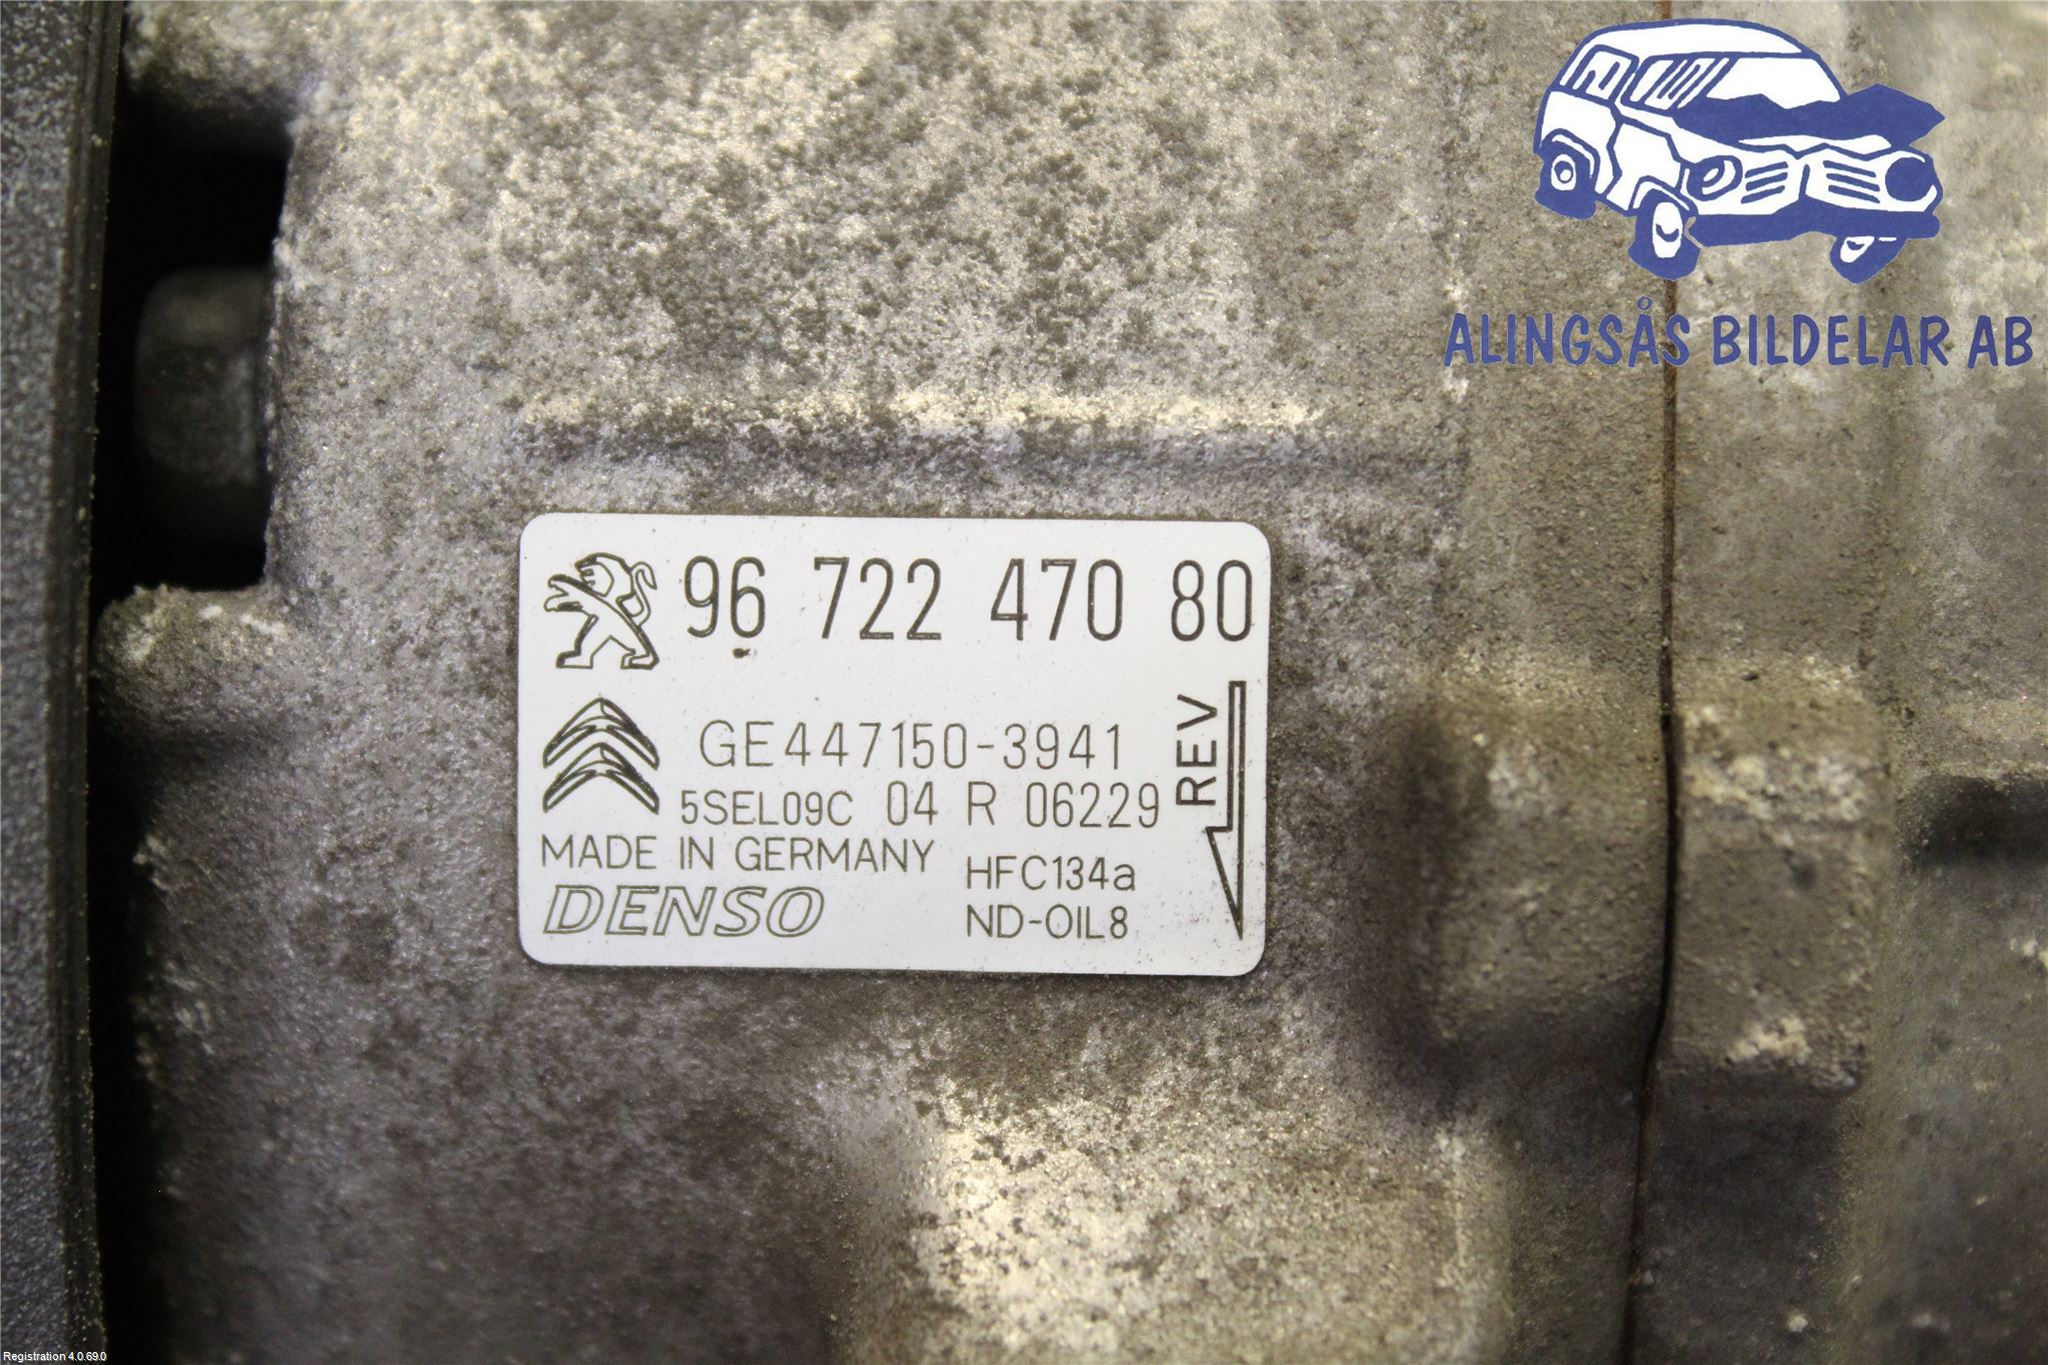 ALINGSÅS BILDELAR AB
96 722 470 80
GE447150-3941
5SEL09C 04 R 06229
REV
MADE IN GERMANY
HFC134a
DENSO
ND-OIL8
Registration 4.0.69.0